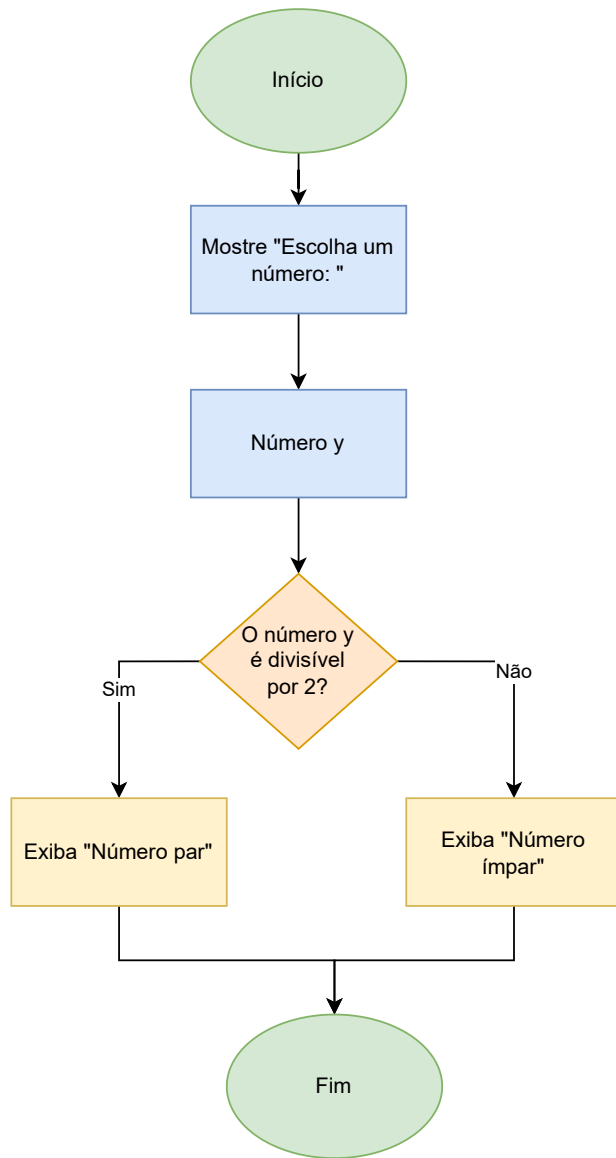 Início
Mostre "Escolha um
número: "
Número y
O número y
é divisível
por 2?
Sim
Não
Exiba "Número par"
Exiba "Número
ímpar"
Fim